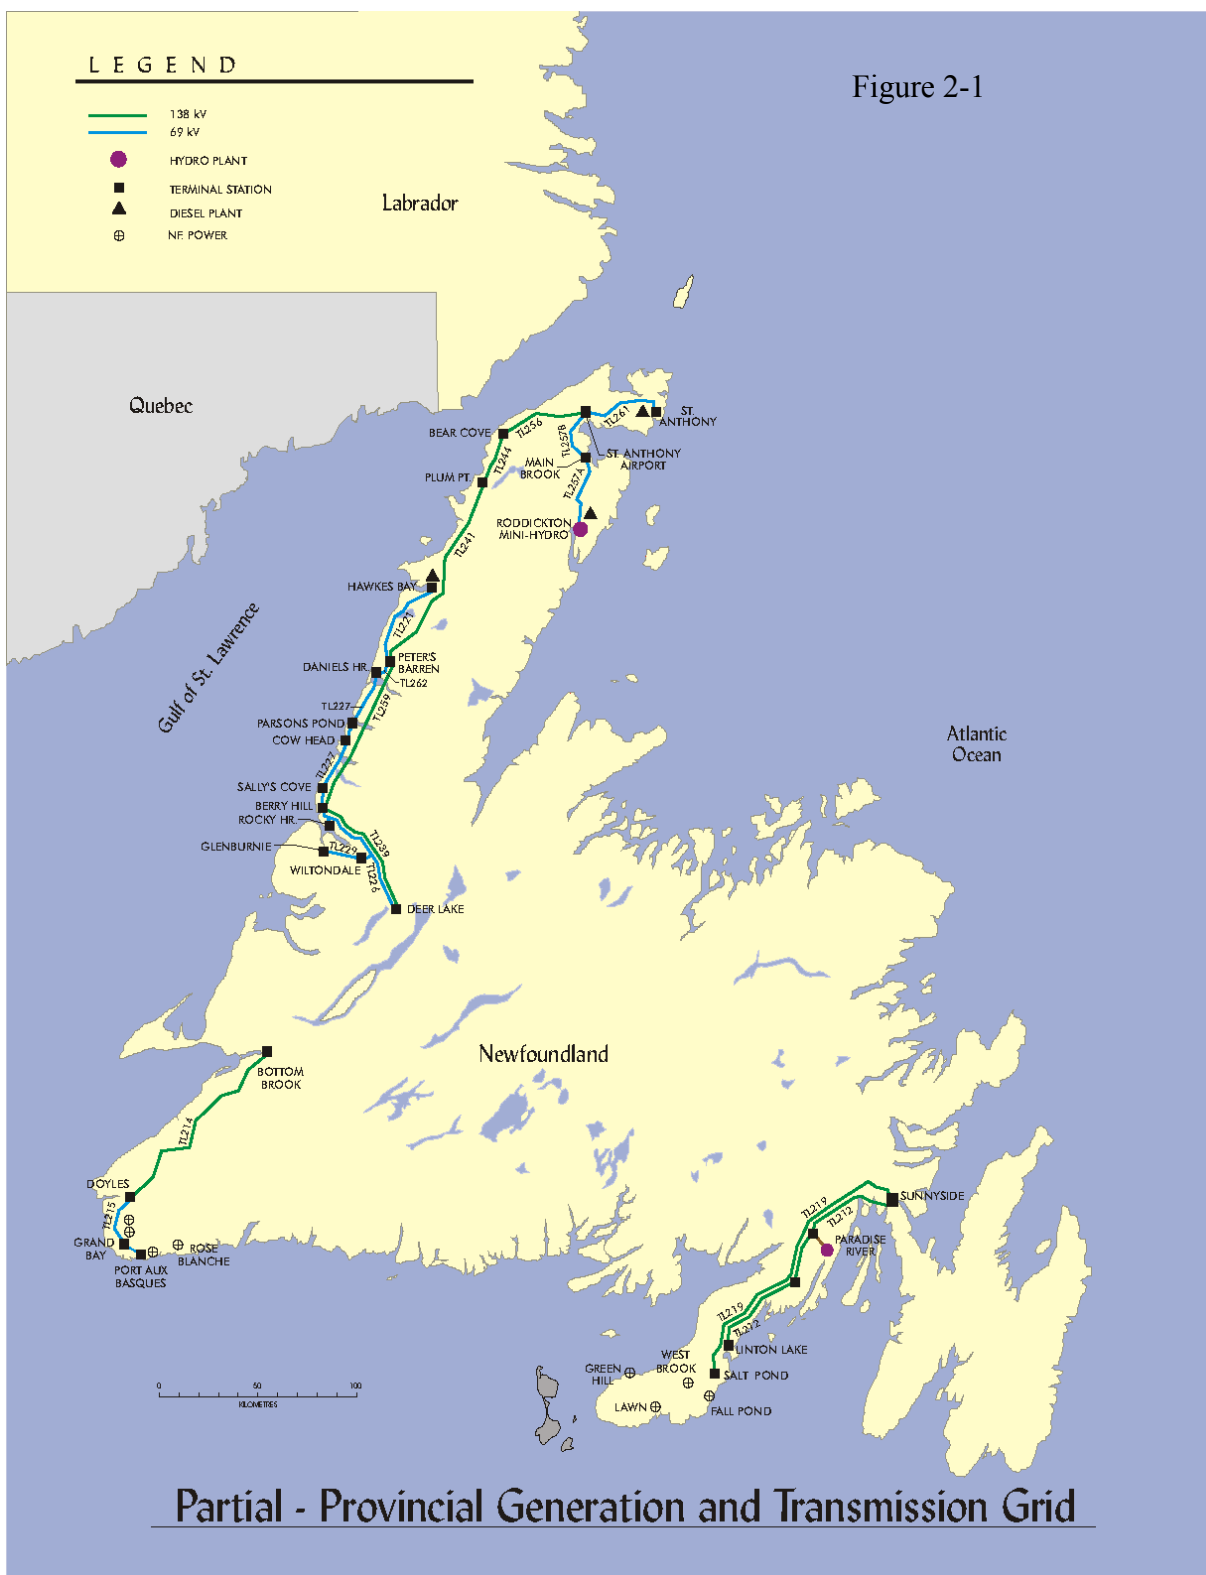 LEGEND
Figure 2-1
138 kV
69 kV
HYDRO PLANT
TERMINAL STATION
DIESEL PLANT
NF. POWER
Labrador
Quebec
BEAR COVE
TL256
TL261
ST.
ANTHONY
TL244
TL257B
ST. ANTHONY
AIRPORT
MAIN
BROOK
PLUM PT.
TL257A
RODDICKTON
MINI-HYDRO
TL241
HAWKES BAY
TL221
Gulf of St. Lawrence
DANIELS HR.
PETER'S
BARREN
TL262
TL227
TL259
PARSONS POND
COW HEAD
Atlantic
Ocean
TL227
SALLY'S COVE
BERRY HILL
ROCKY HR.
GLENBURNIE
TL229
TL239
WILTONDALE
TL226
DEER LAKE
Newfoundland
BOTTOM
BROOK
TL214
DOYLES
TL215
GRAND
BAY
PORT AUX
BASQUES
ROSE
BLANCHE
SUNNYSIDE
TL219
TL212
PARADISE
RIVER
TL219
TL212
LINTON LAKE
WEST
BROOK
GREEN
HILL
SALT POND
LAWN
FALL POND
0 50 100
KILOMETRES
Partial - Provincial Generation and Transmission Grid